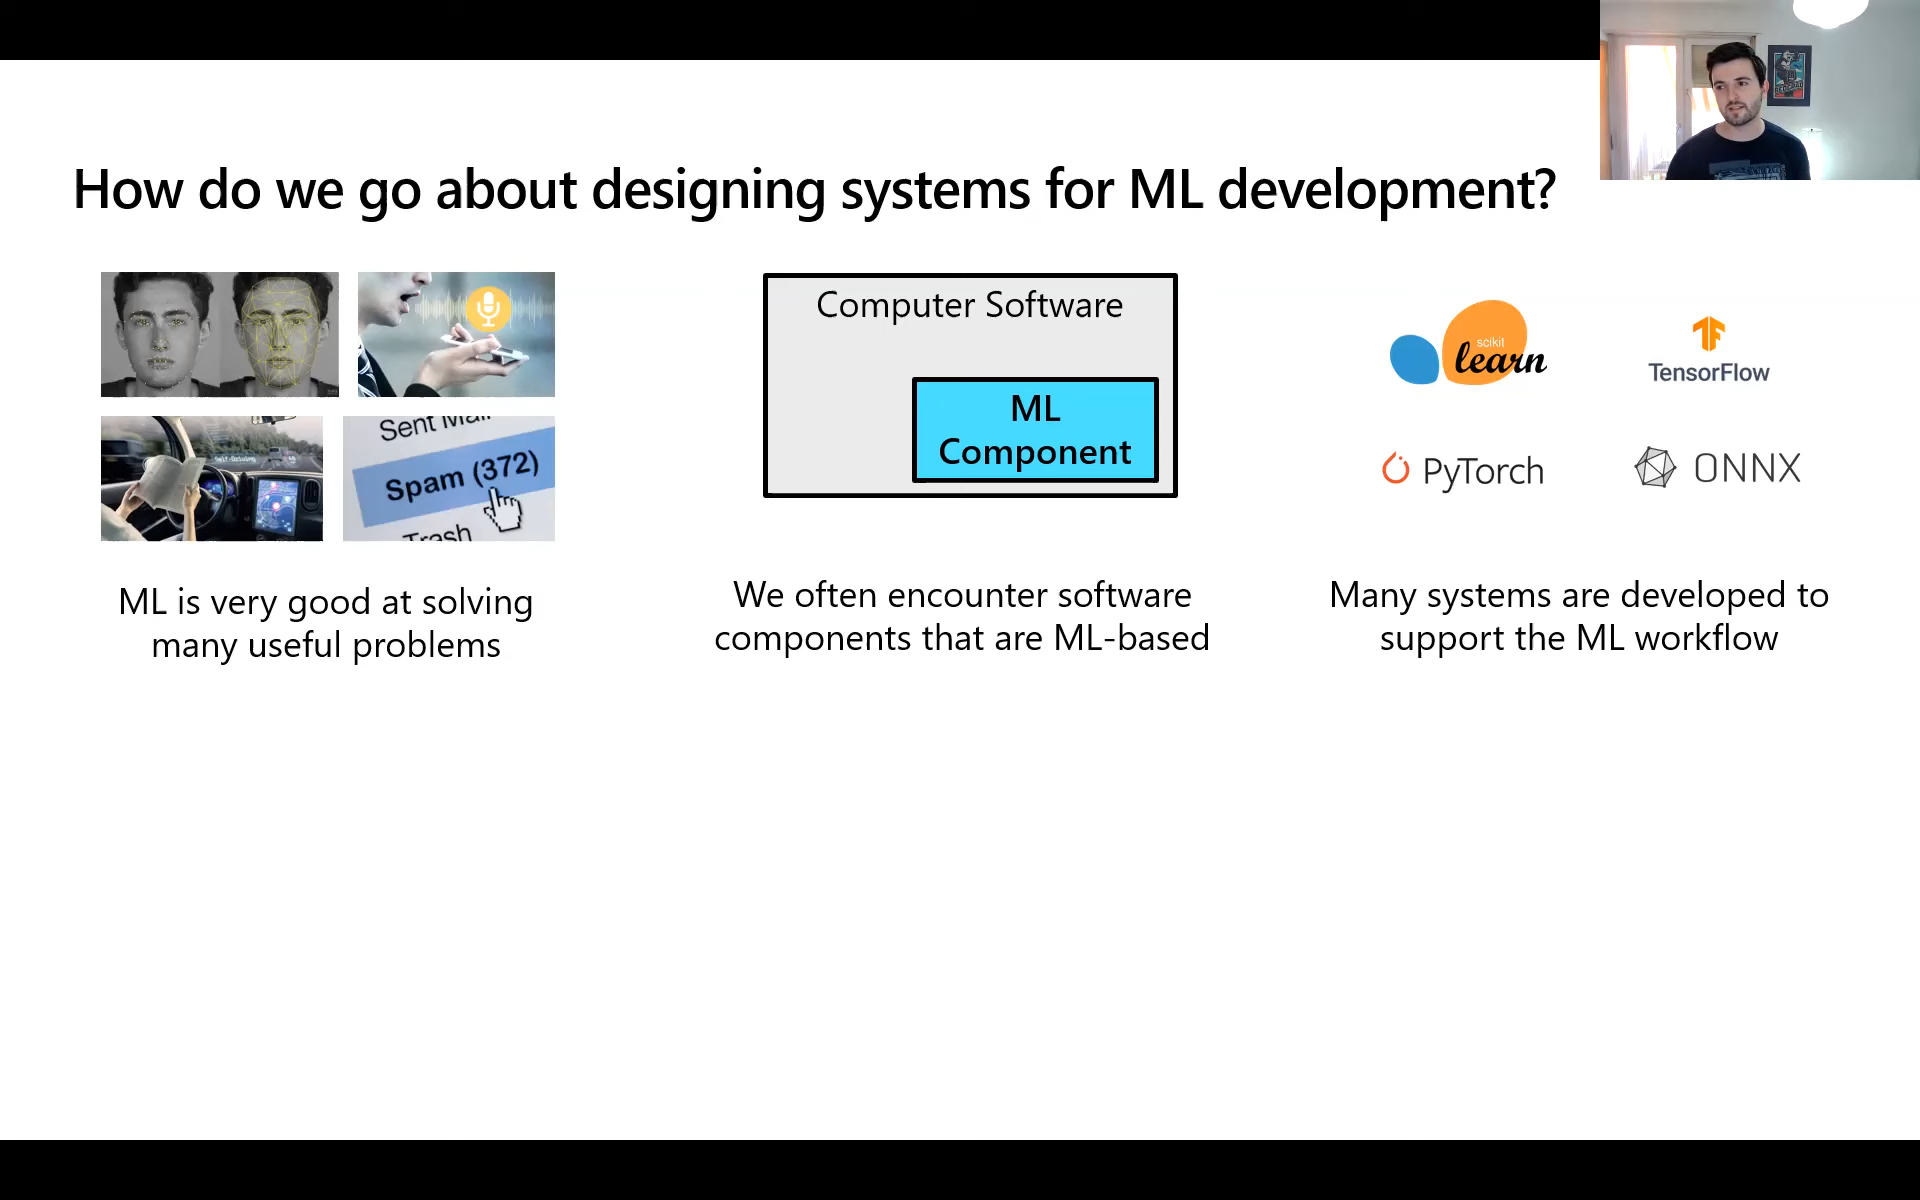 How do we go about designing systems for ML development?
Sent Mail
Spam (372)
Trash
ML is very good at solving
many useful problems
Computer Software
ML
Component
We often encounter software
components that are ML-based
scikit
learn
TensorFlow
PyTorch
ONNX
Many systems are developed to
support the ML workflow